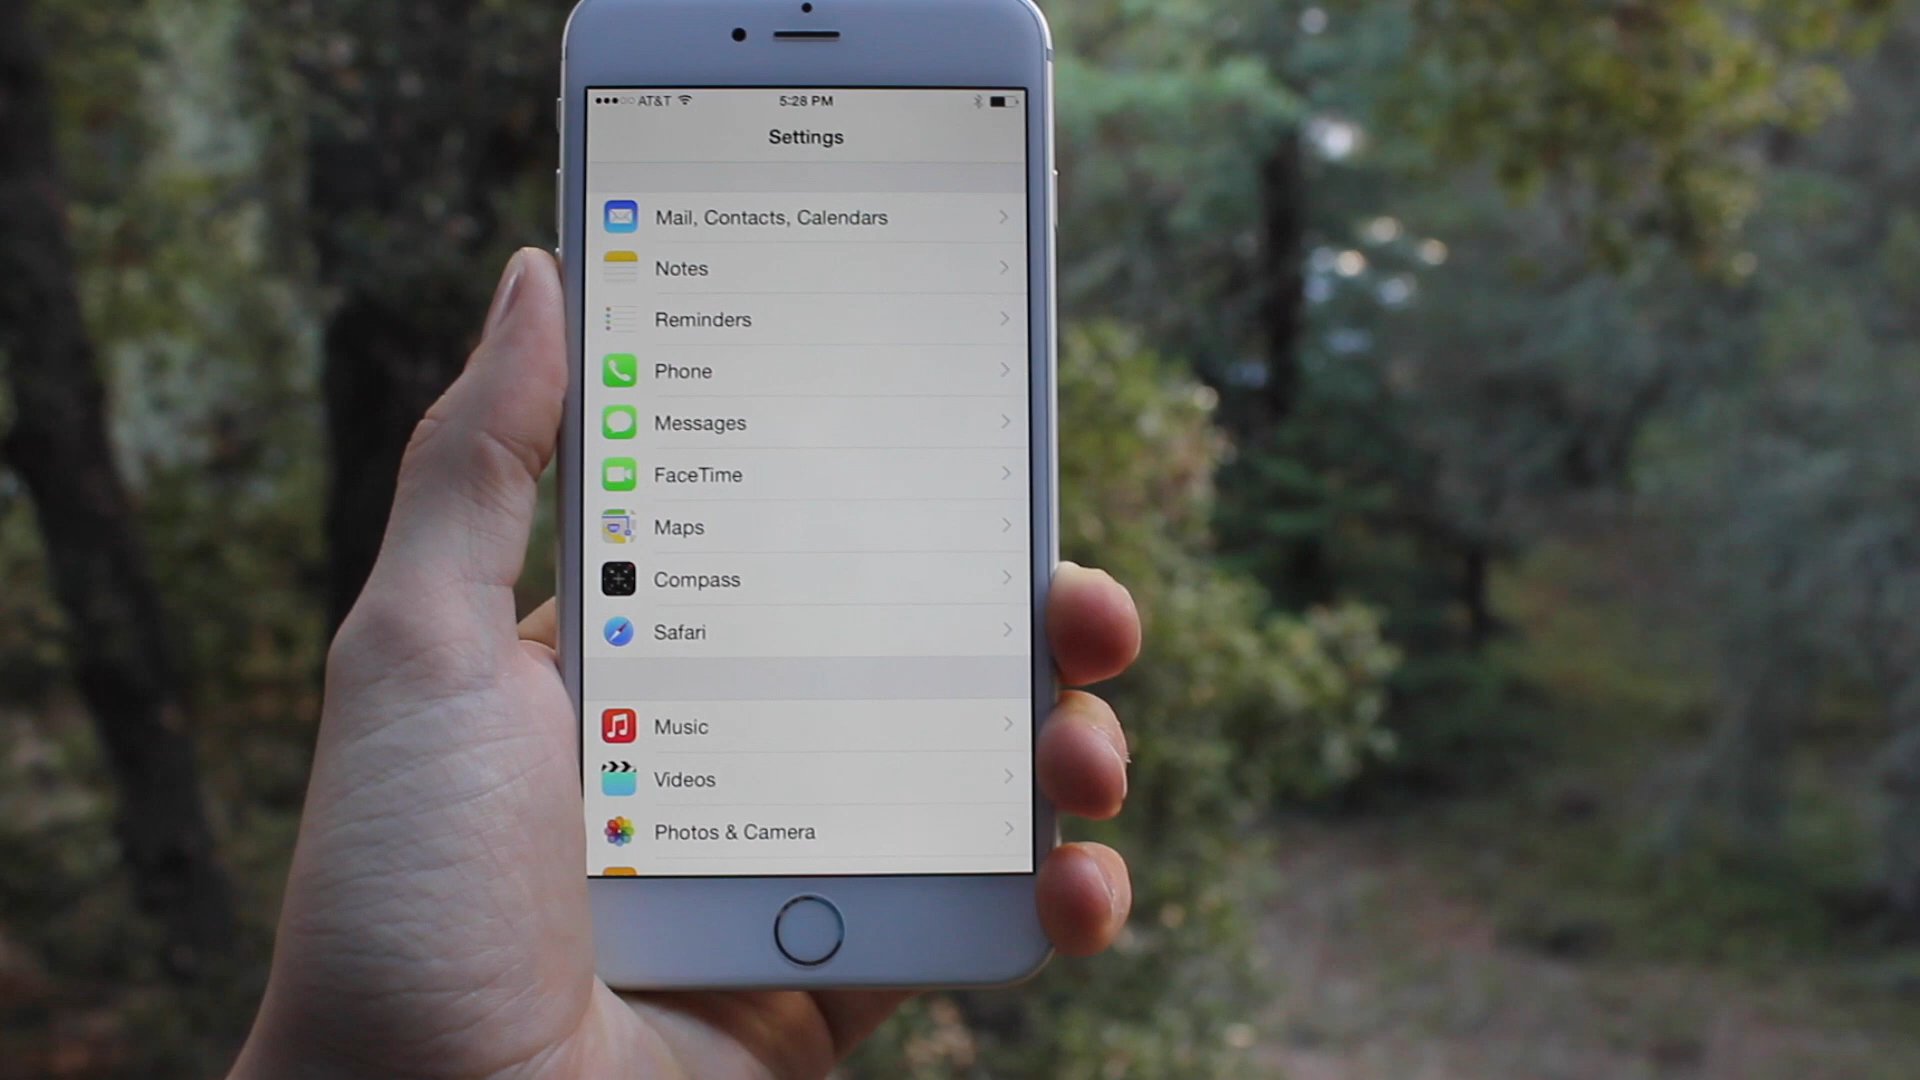 AT&T 5:28 PM
Settings
Mail, Contacts, Calendars
Notes
Reminders
Phone
Messages
FaceTime
Maps
Compass
Safari
Music
Videos
Photos & Camera